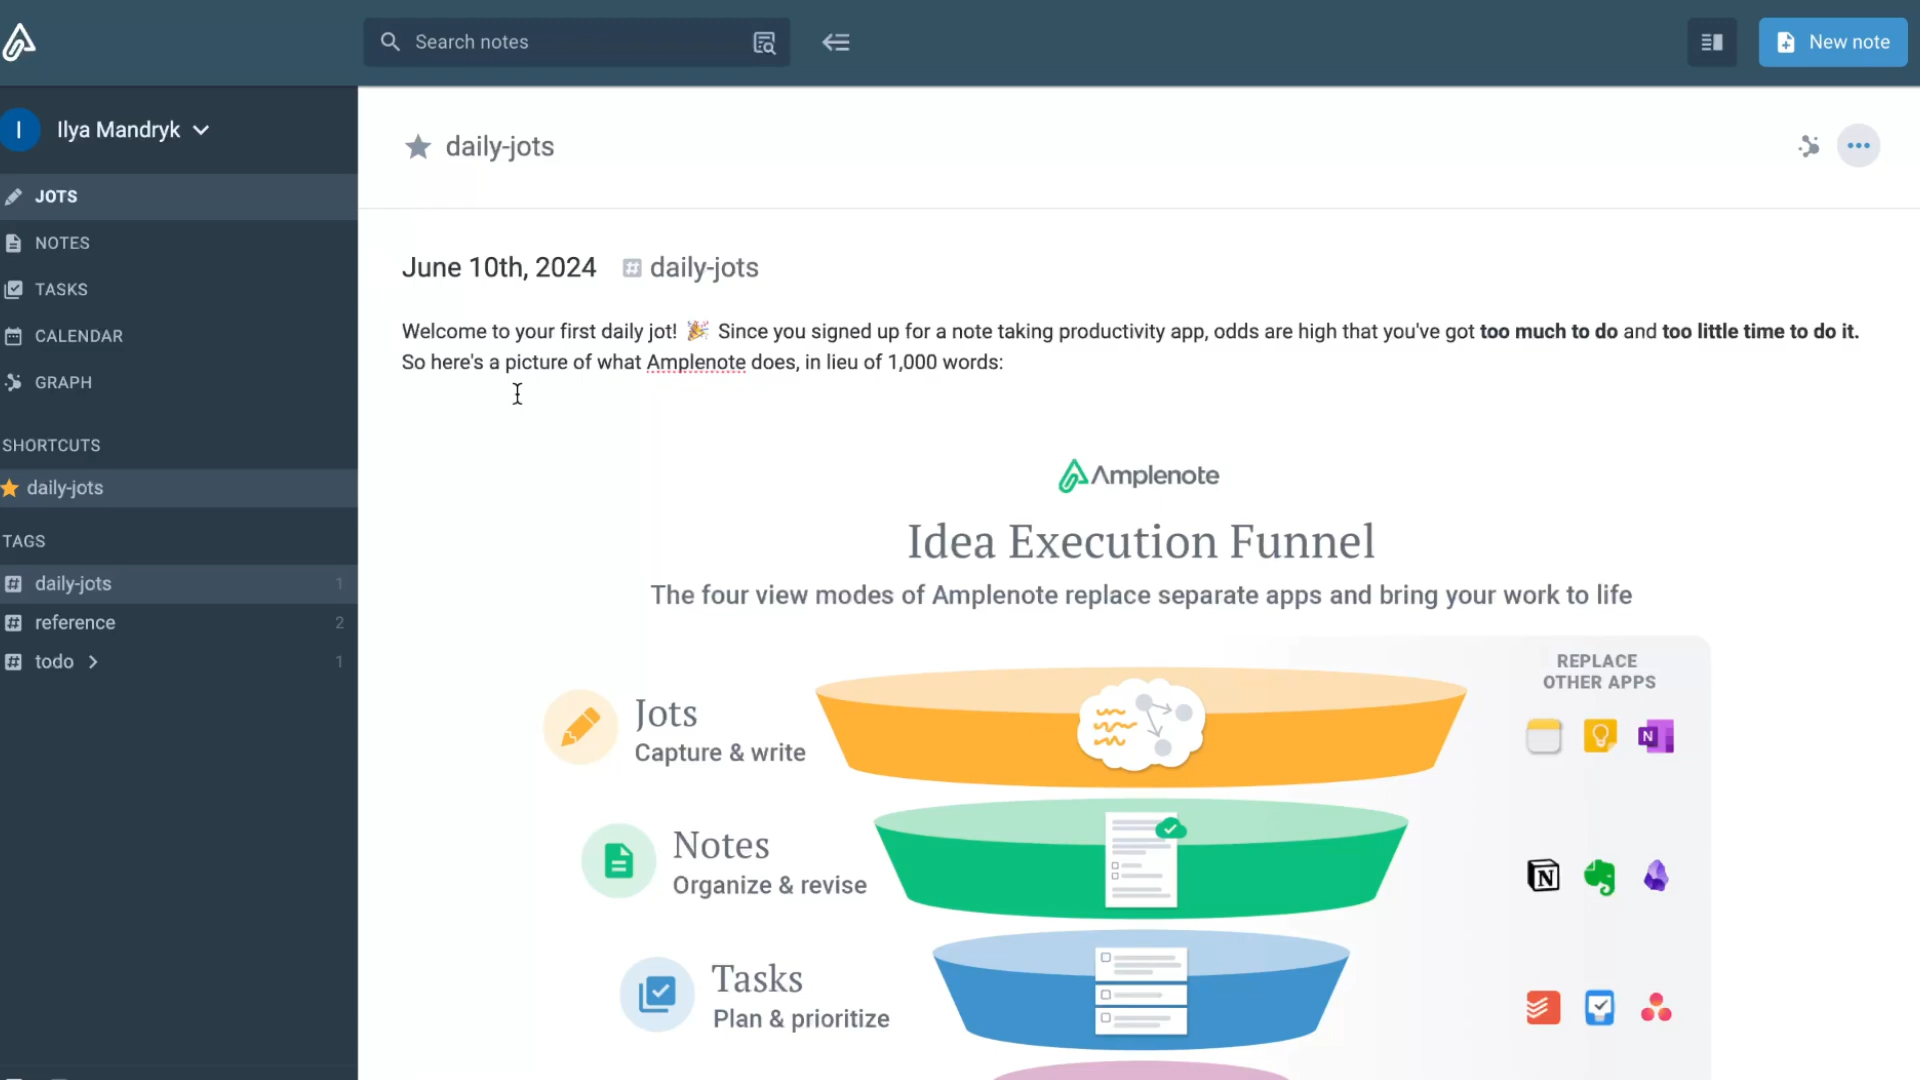 Search notes
New note
I
Ilya Mandryk
JOTS
NOTES
TASKS
CALENDAR
GRAPH
SHORTCUTS
daily-jots
TAGS
daily-jots 1
reference 2
todo 1
daily-jots
June 10th, 2024 daily-jots
Welcome to your first daily jot! 🎉 Since you signed up for a note taking productivity app, odds are high that you've got too much to do and too little time to do it.
So here's a picture of what Amplenote does, in lieu of 1,000 words:
Amplenote
Idea Execution Funnel
The four view modes of Amplenote replace separate apps and bring your work to life
REPLACE
OTHER APPS
Jots
Capture & write
N
Notes
Organize & revise
N
Tasks
Plan & prioritize